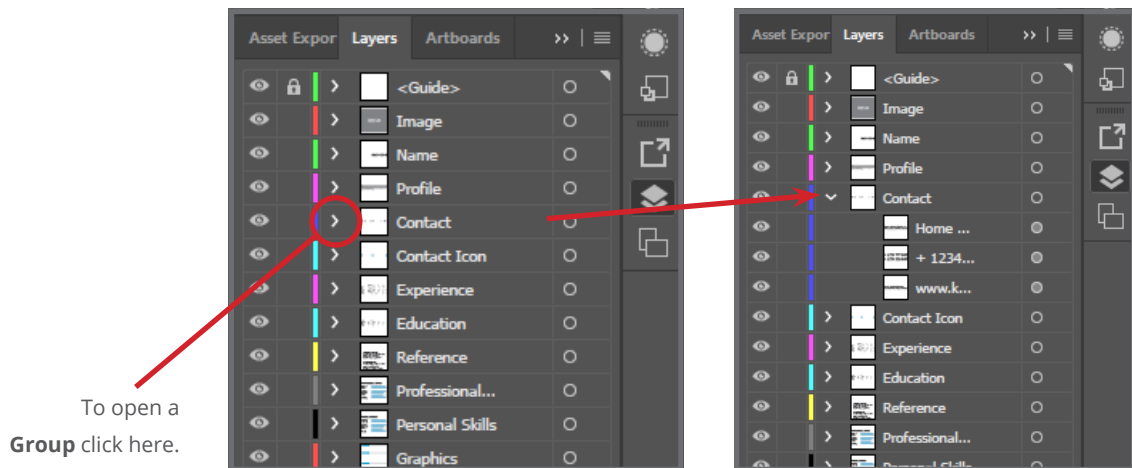 Asset Expor Layers Artboards
<Guide>
Image
Name
Profile
Contact
Contact Icon
Experience
Education
Reference
Professional...
Personal Skills
Graphics
To open a
Group click here.
Asset Expor Layers Artboards
<Guide>
Image
Name
Profile
Contact
Home ...
+ 1234...
www.k...
Contact Icon
Experience
Education
Reference
Professional...
Personal Skills